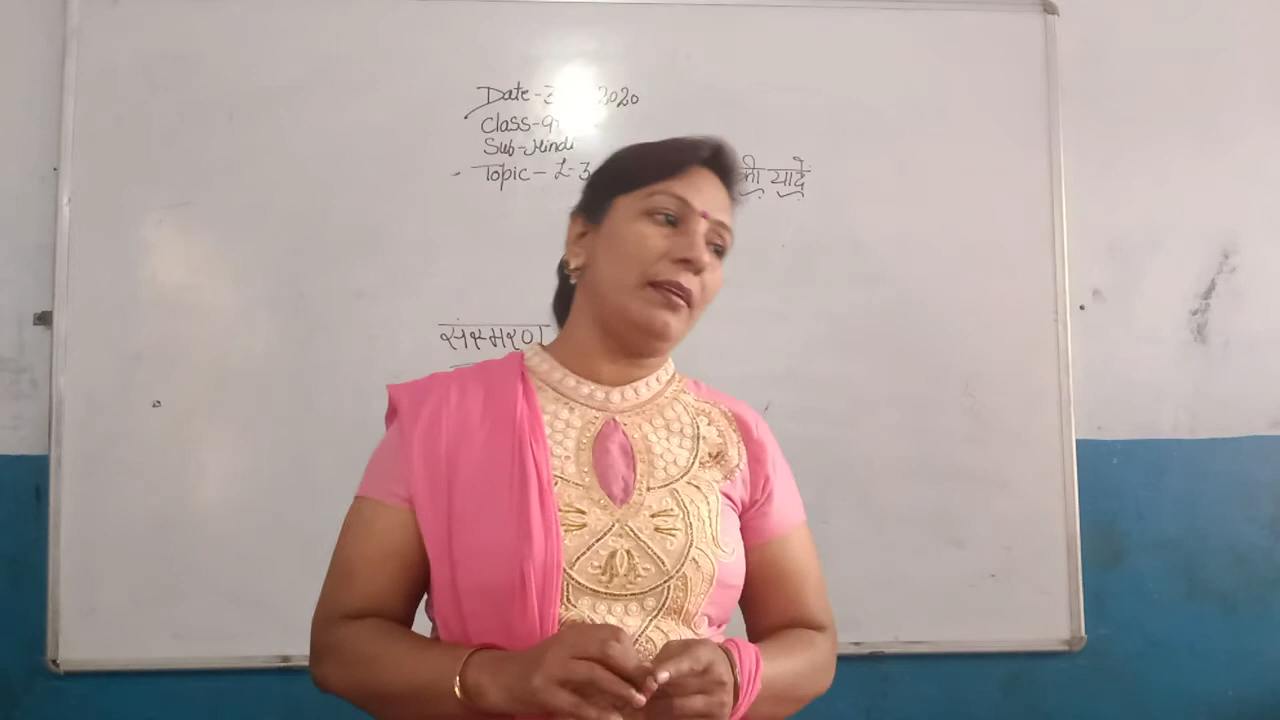 Date - 2020
Class - 9
Sub - Hindi
Topic - L-3 की यादें
संस्मरण